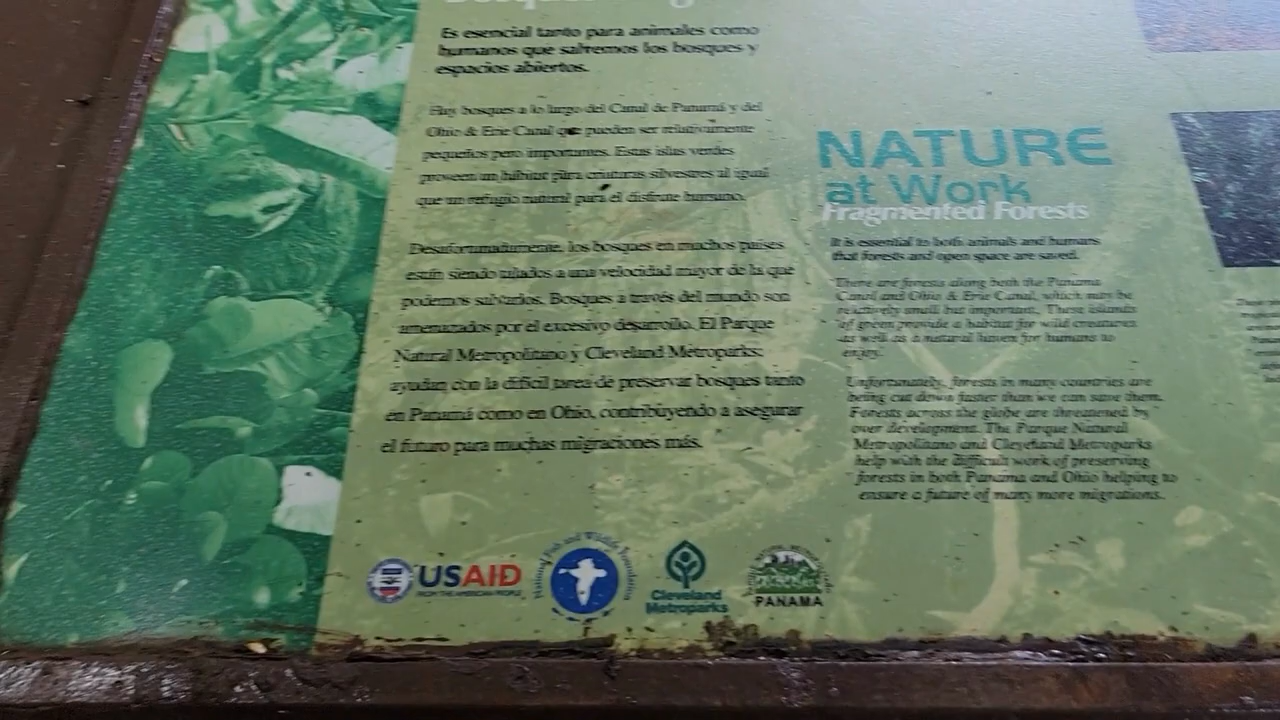 Es esencial tanto para animales como
humanos que salvemos los bosques y
espacios abiertos.
Hay bosques a lo largo del Canal de Panamá y del
Ohio & Erie Canal que pueden ser relativamente
pequeños pero importantes. Estas islas verdes
proveen un hábitat para criaturas silvestres al igual
que un refugio natural para el disfrute humano.
Desafortunadamente, los bosques en muchos países
están siendo talados a una velocidad mayor de la que
podemos salvarlos. Bosques a través del mundo son
amenazados por el excesivo desarrollo. El Parque
Natural Metropolitano y Cleveland Metroparks
ayudan con la difícil tarea de preservar bosques tanto
en Panamá como en Ohio, contribuyendo a asegurar
el futuro para muchas migraciones más.
NATURE
at Work
Fragmented Forests
It is essential to both animals and humans
that forests and open space are saved.
There are forests along both the Panama
Canal and Ohio & Erie Canal, which may be
relatively small but important. These islands
of green provide a habitat for wild creatures
as well as a natural haven for humans to
enjoy.
Unfortunately, forests in many countries are
being cut down faster than we can save them.
Forests across the globe are threatened by
over development. The Parque Natural
Metropolitano and Cleveland Metroparks
help with the difficult work of preserving
forests in both Panama and Ohio helping to
ensure a future of many more migrations.
USAID
FROM THE AMERICAN PEOPLE
National Fish and Wildlife Foundation
Cleveland
Metroparks
PANAMA